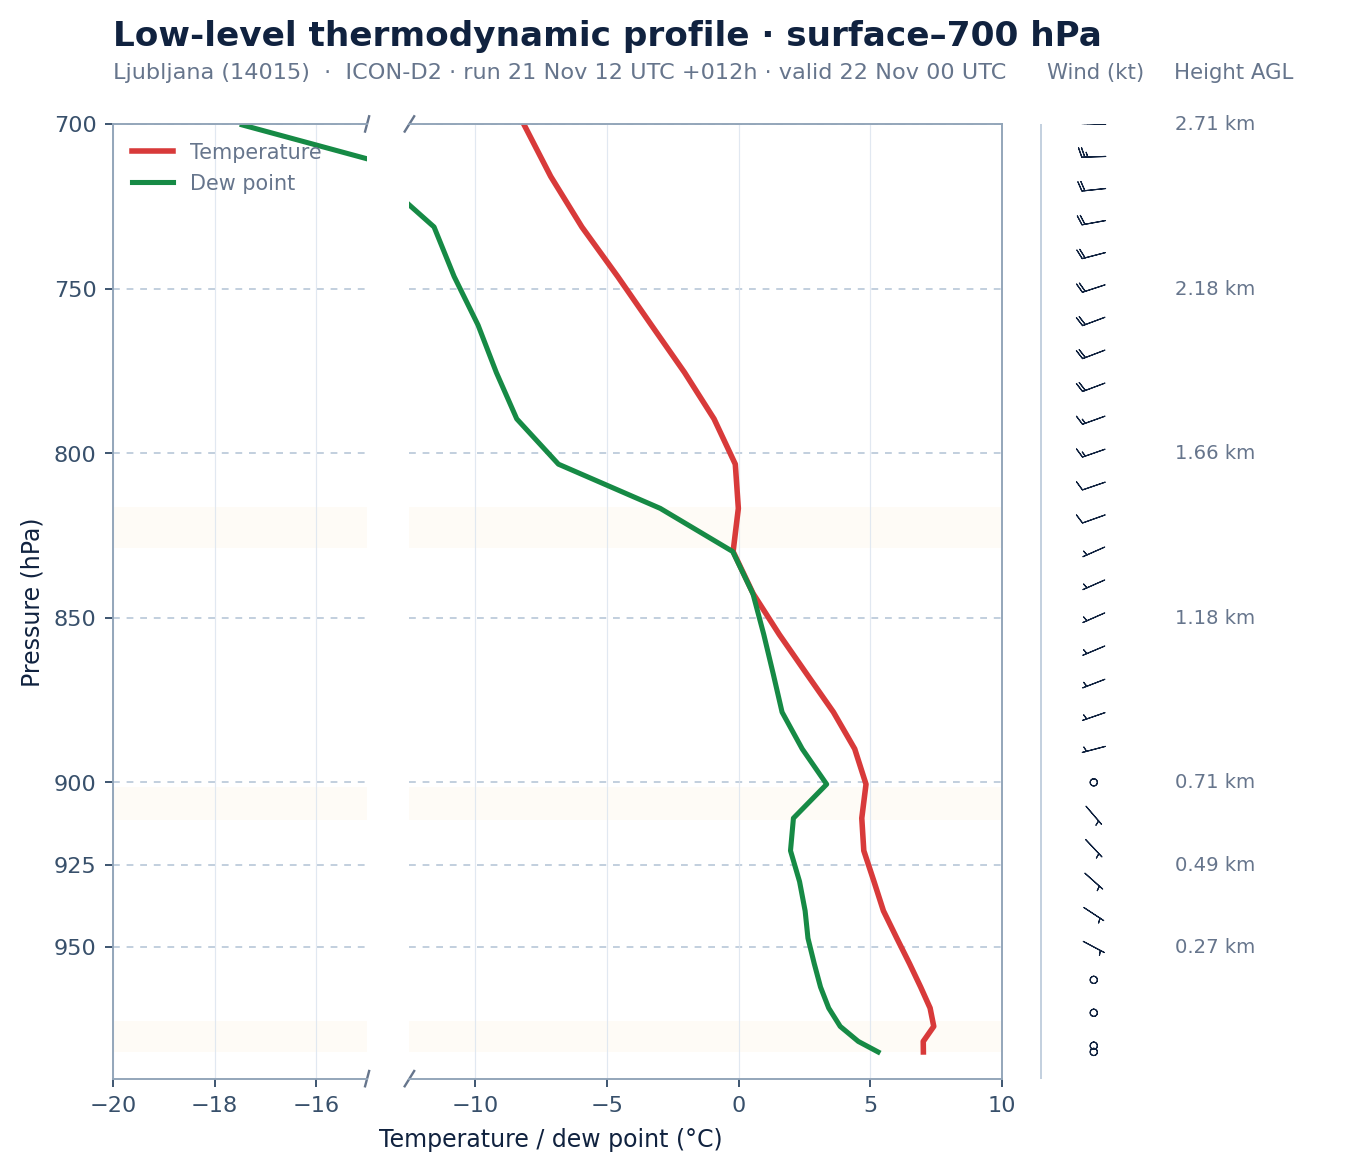 Low-level thermodynamic profile · surface–700 hPa
Ljubljana (14015)  ·  ICON-D2 · run 21 Nov 12 UTC +012h · valid 22 Nov 00 UTC
Wind (kt)
Height AGL
700
2.71 km
Temperature
Dew point
750
2.18 km
800
1.66 km
Pressure (hPa)
850
1.18 km
900
0.71 km
925
0.49 km
950
0.27 km
−20 −18 −16 −10 −5 0 5 10
Temperature / dew point (°C)